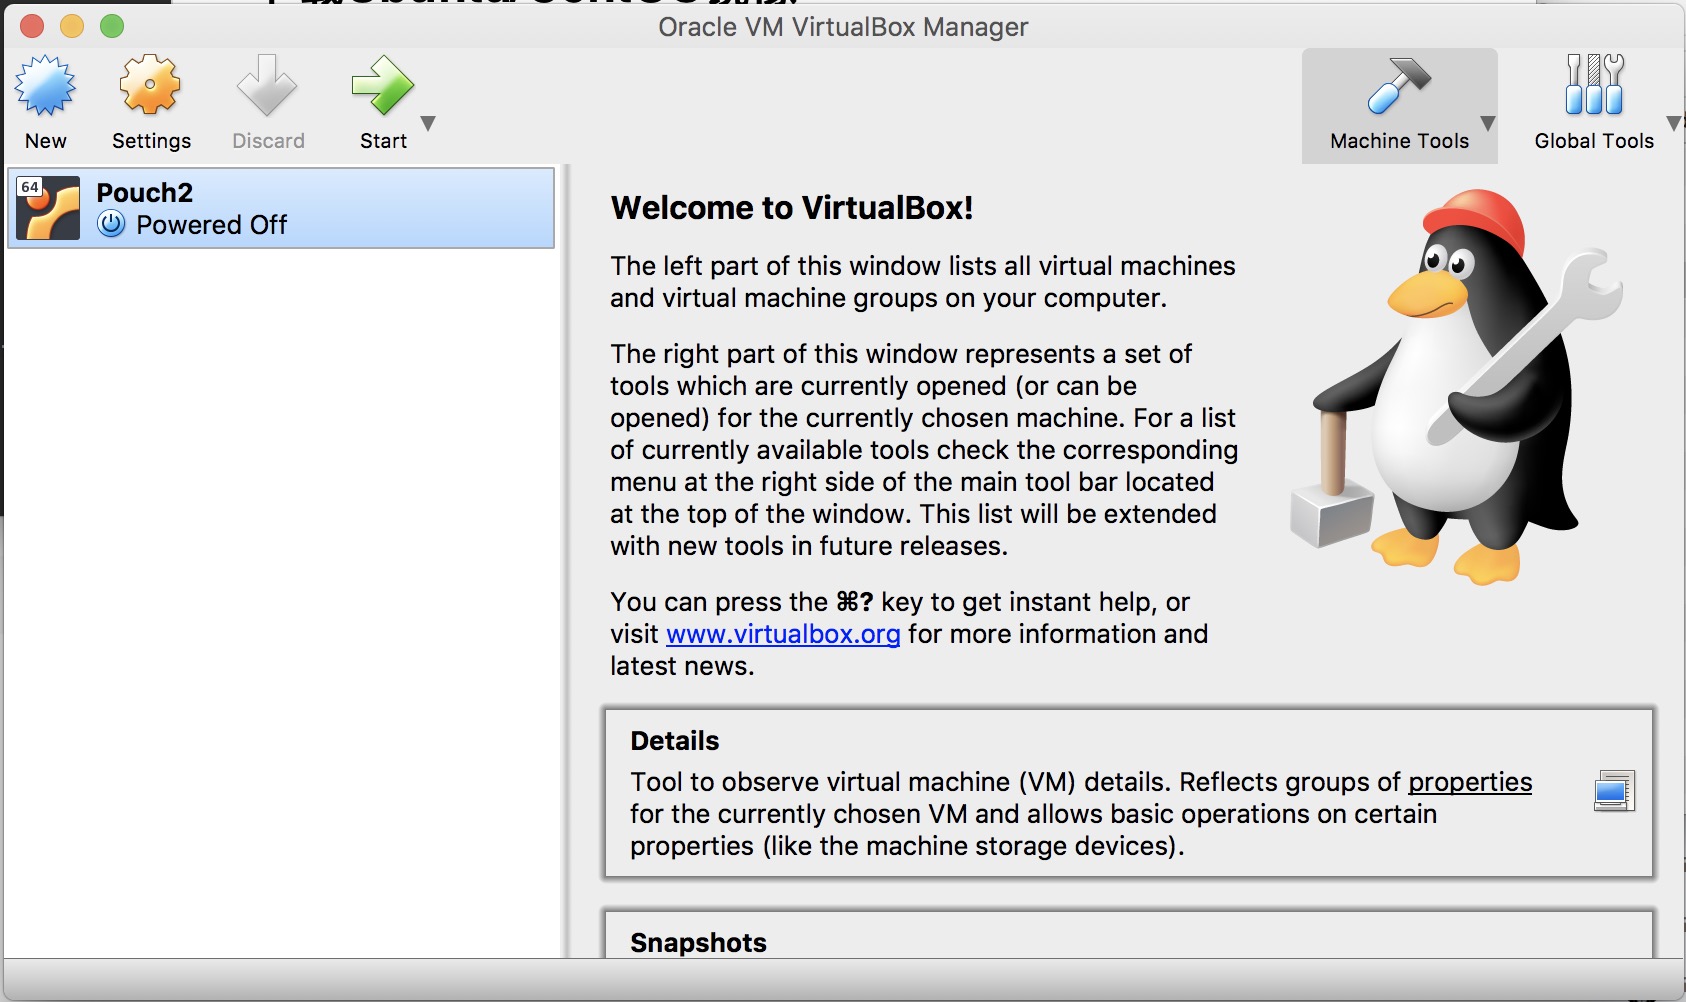 Oracle VM VirtualBox Manager
New
Settings
Discard
Start
Machine Tools
Global Tools
64
Pouch2
Powered Off
Welcome to VirtualBox!
The left part of this window lists all virtual machines
and virtual machine groups on your computer.
The right part of this window represents a set of
tools which are currently opened (or can be
opened) for the currently chosen machine. For a list
of currently available tools check the corresponding
menu at the right side of the main tool bar located
at the top of the window. This list will be extended
with new tools in future releases.
You can press the ⌘? key to get instant help, or
visit www.virtualbox.org for more information and
latest news.
Details
Tool to observe virtual machine (VM) details. Reflects groups of properties
for the currently chosen VM and allows basic operations on certain
properties (like the machine storage devices).
Snapshots